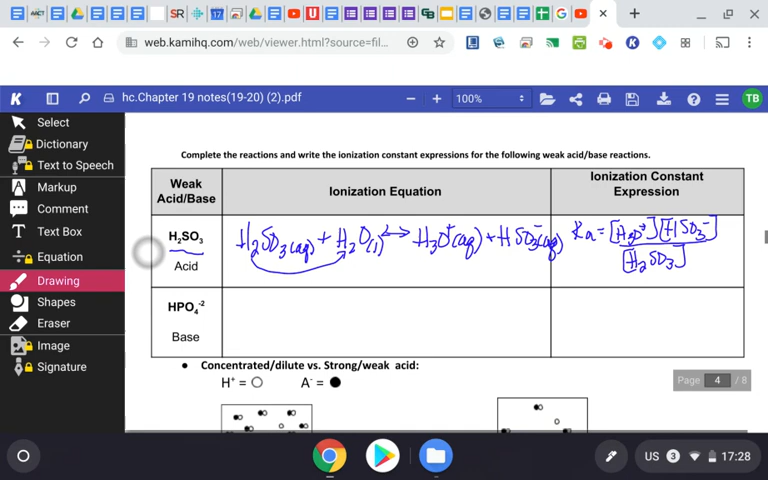 SR
17
web.kamihq.com/web/viewer.html?source=fil...
K
hc.Chapter 19 notes(19-20) (2).pdf
100%
TB
Select
Dictionary
Text to Speech
Markup
Comment
Text Box
Equation
Drawing
Shapes
Eraser
Image
Signature
Complete the reactions and write the ionization constant expressions for the following weak acid/base reactions.
Weak Acid/Base
Ionization Equation
Ionization Constant Expression
H₂SO₃
Acid
H₂SO₃(aq) + H₂O(l) ⟷ H₃O⁺(aq) + HSO₃⁻(aq)
Ka = [H₃O⁺][HSO₃⁻]
[H₂SO₃]
HPO₄⁻²
Base
• Concentrated/dilute vs. Strong/weak acid:
H⁺ = ○ A⁻ = ●
Page 4 / 8
US 3 17:28